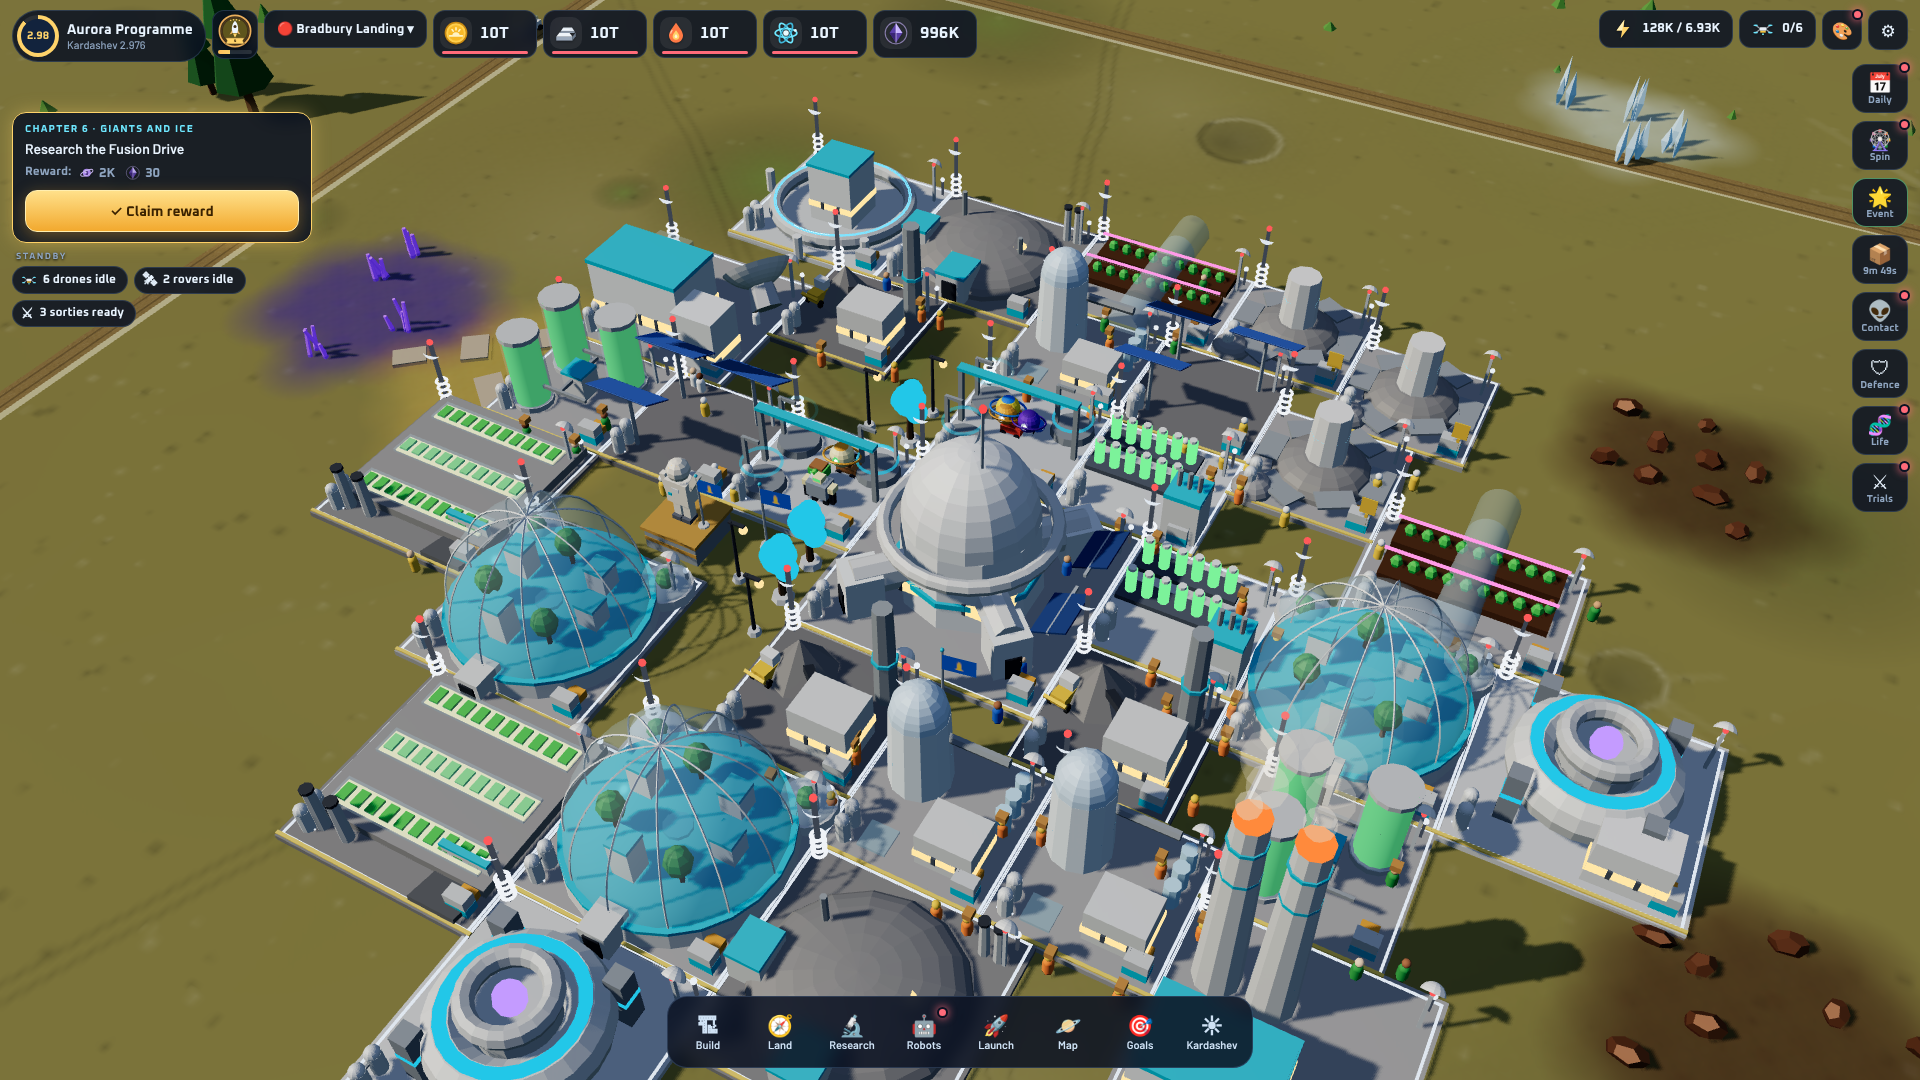 2.98
Aurora Programme
Kardashev 2.976
Bradbury Landing ▾
10T
10T
10T
10T
996K
128K / 6.93K
0/6
CHAPTER 6 · GIANTS AND ICE
Research the Fusion Drive
Reward: 2K 30
✓ Claim reward
STANDBY
6 drones idle
2 rovers idle
3 sorties ready
JUL
17
Daily
Spin
Event
9m 49s
Contact
Defence
Life
Trials
Build
Land
Research
Robots
Launch
Map
Goals
Kardashev